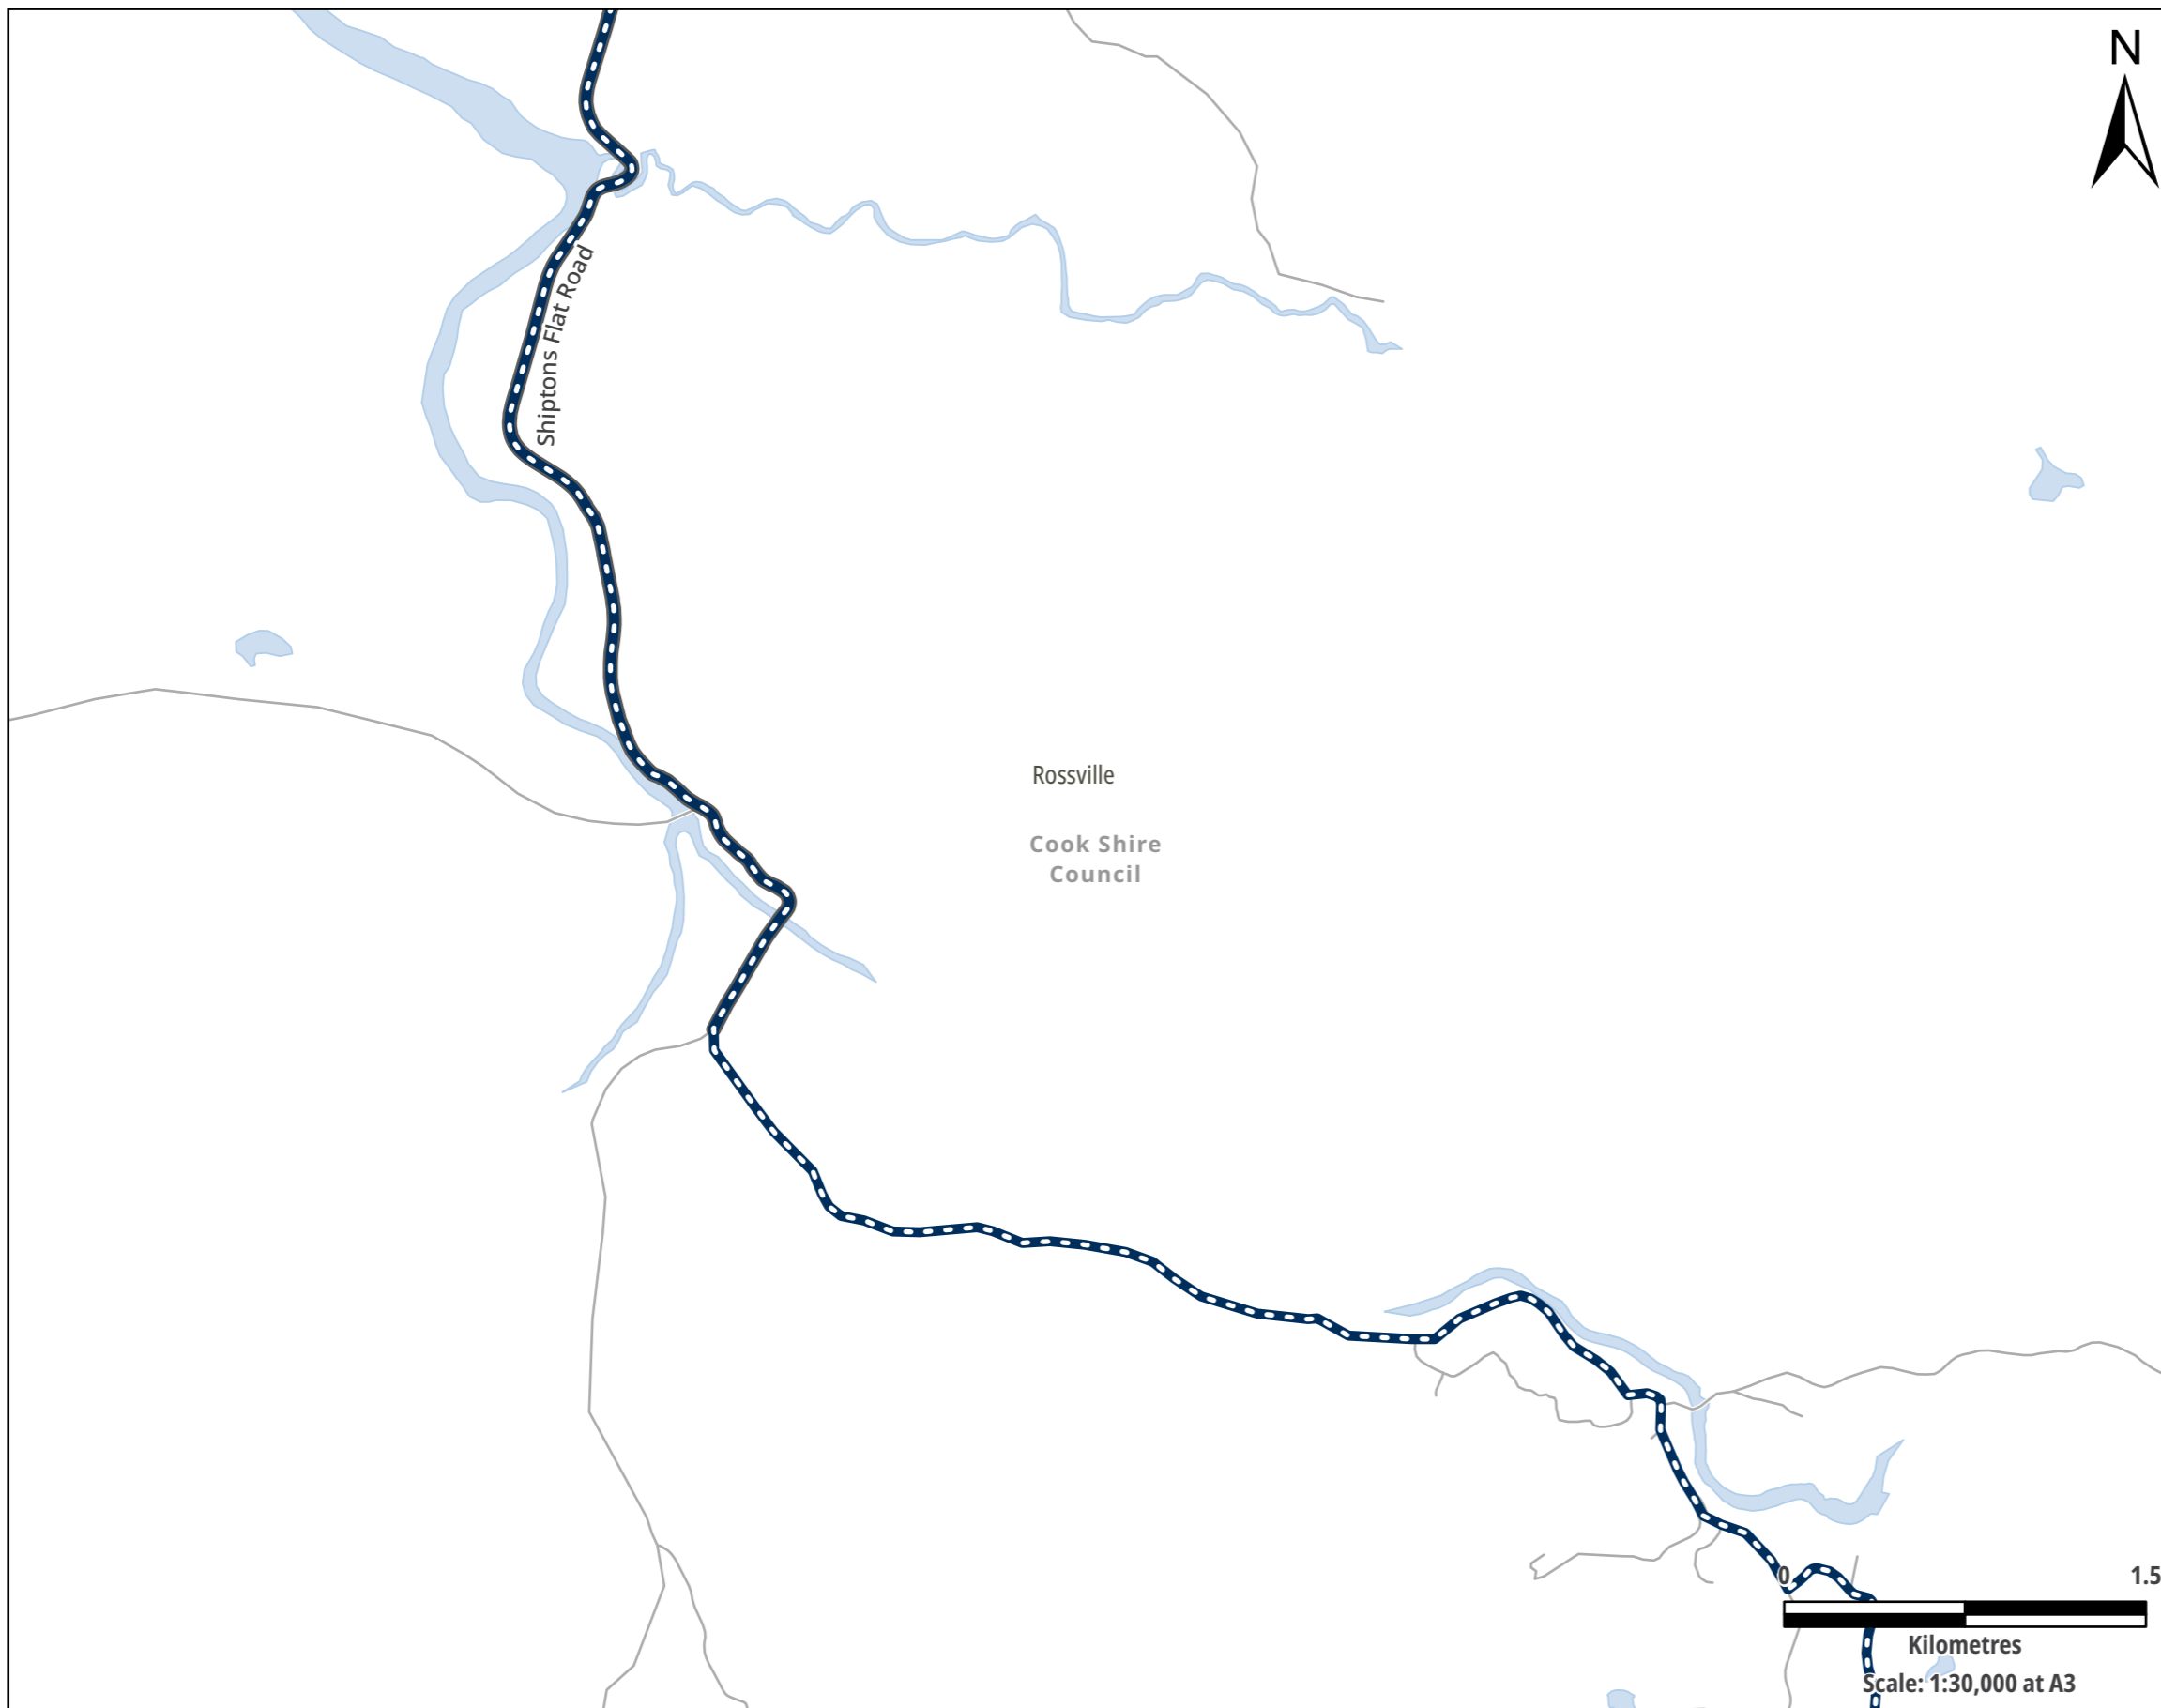 N
Shiptons Flat Road
Rossville
Cook Shire
Council
0
1.5
Kilometres
Scale: 1:30,000 at A3